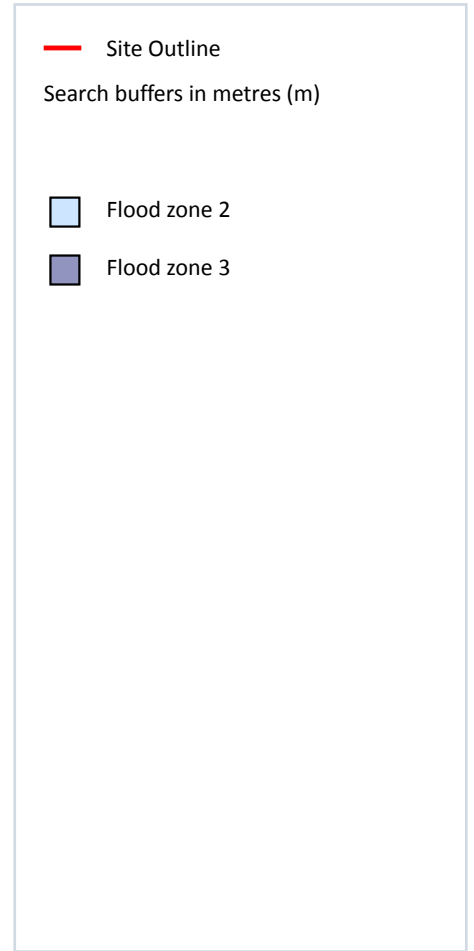 Site Outline
Search buffers in metres (m)
Flood zone 2
Flood zone 3